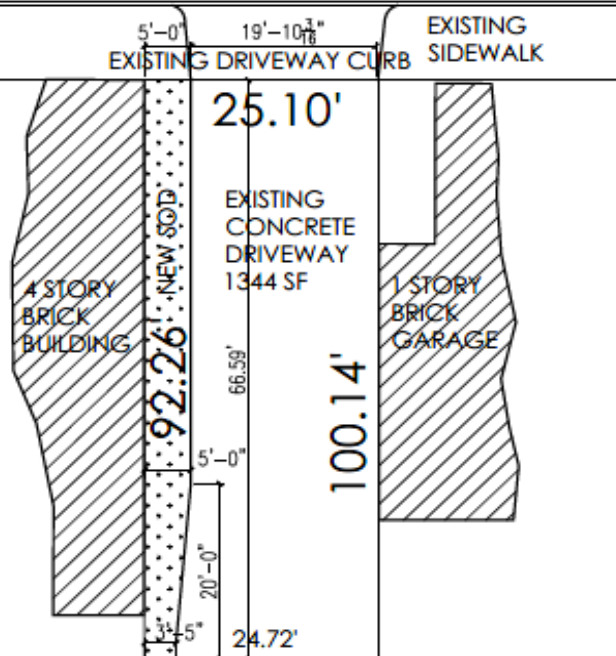 5'-0"
19'-10 3/16"
EXISTING
SIDEWALK
EXISTING DRIVEWAY CURB
25.10'
NEW SOD
EXISTING
CONCRETE
DRIVEWAY
1344 SF
4 STORY
BRICK
BUILDING
1 STORY
BRICK
GARAGE
92.26'
66.59'
100.14'
5'-0"
20'-0"
3'-5"
24.72'